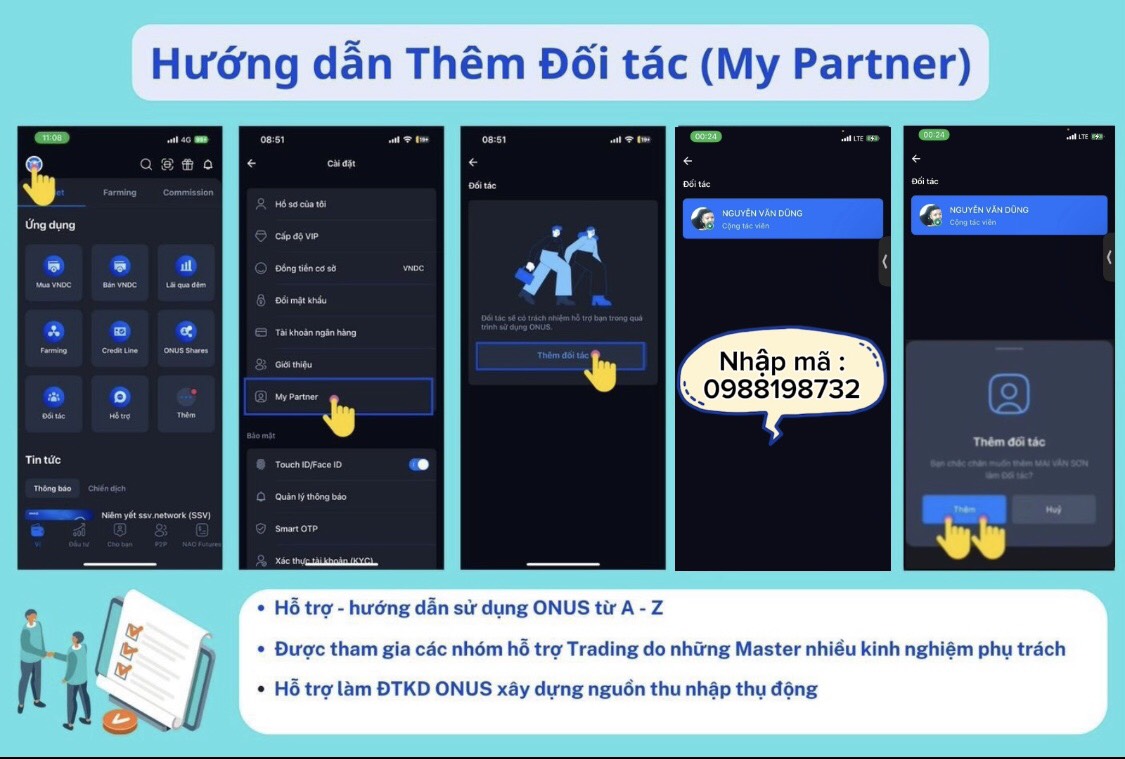 Hướng dẫn Thêm Đối tác (My Partner)
11:08
4G
Farming
Commission
Ứng dụng
Mua VNDC
Bán VNDC
Lãi qua đêm
Farming
Credit Line
ONUS Shares
Đối tác
Hỗ trợ
Thêm
Tin tức
Thông báo
Chiến dịch
Niêm yết ssv.network (SSV)
Ví
Đầu tư
Cho bạn
P2P
NAO Futures
08:51
Cài đặt
Hồ sơ của tôi
Cấp độ VIP
Đồng tiền cơ sở
VNDC
Đổi mật khẩu
Tài khoản ngân hàng
Giới thiệu
My Partner
Bảo mật
Touch ID/Face ID
Quản lý thông báo
Smart OTP
Xác thực tài khoản (KYC)
08:51
Đối tác
Đối tác sẽ có trách nhiệm hỗ trợ bạn trong quá
trình sử dụng ONUS.
Thêm đối tác
00:24
LTE
Đối tác
NGUYỄN VĂN DŨNG
Cộng tác viên
Nhập mã :
0988198732
00:24
LTE
Đối tác
NGUYỄN VĂN DŨNG
Cộng tác viên
Thêm đối tác
Bạn chắc chắn muốn thêm MAI VĂN SƠN
làm Đối tác?
Thêm
Huỷ
• Hỗ trợ - hướng dẫn sử dụng ONUS từ A - Z
• Được tham gia các nhóm hỗ trợ Trading do những Master nhiều kinh nghiệm phụ trách
• Hỗ trợ làm ĐTKD ONUS xây dựng nguồn thu nhập thụ động